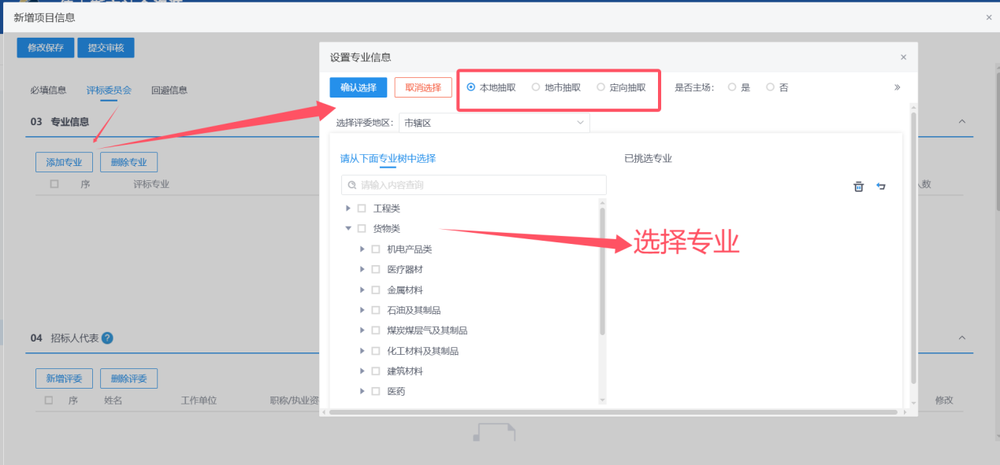 新增项目信息
修改保存 提交审核
必填信息 评标委员会 回避信息
03 专业信息
添加专业 删除专业
序 评标专业
人数
04 招标人代表 ?
新增评委 删除评委
序 姓名 工作单位 职称/执业资 修改
设置专业信息
确认选择 取消选择 本地抽取 地市抽取 定向抽取 是否主场： 是 否
选择评委地区： 市辖区
请从下面专业树中选择 已挑选专业
请输入内容查询
工程类
货物类
选择专业
机电产品类
医疗器材
金属材料
石油及其制品
煤炭煤层气及其制品
化工材料及其制品
建筑材料
医药